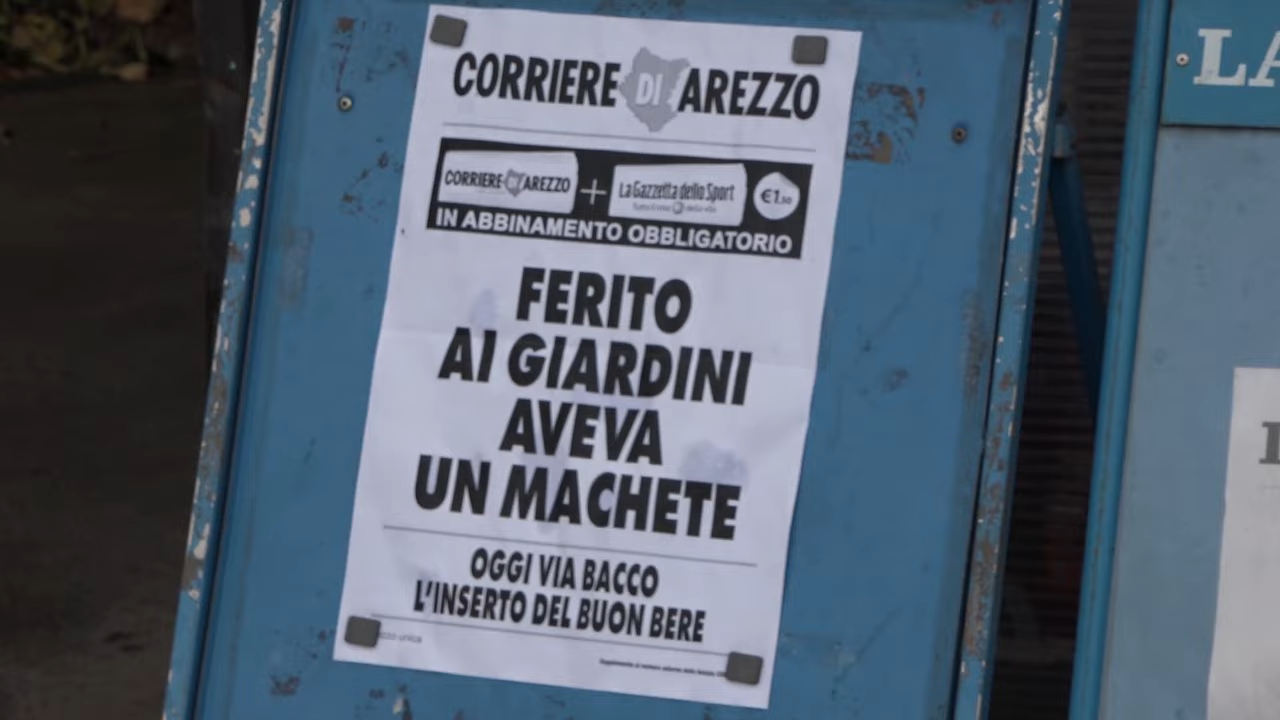 CORRIERE DI AREZZO
CORRIERE DI AREZZO + La Gazzetta dello Sport €1,50
IN ABBINAMENTO OBBLIGATORIO
FERITO
AI GIARDINI
AVEVA
UN MACHETE
OGGI VIA BACCO
L'INSERTO DEL BUON BERE
unica
LA